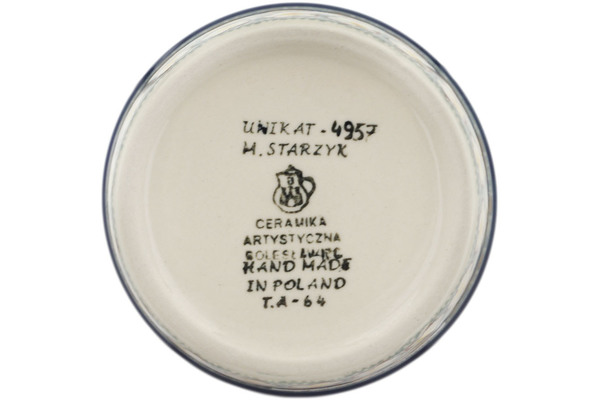 UNIKAT - 4957
M. STARZYK
CERAMIKA
ARTYSTYCZNA
HAND MADE
IN POLAND
T.A - 64